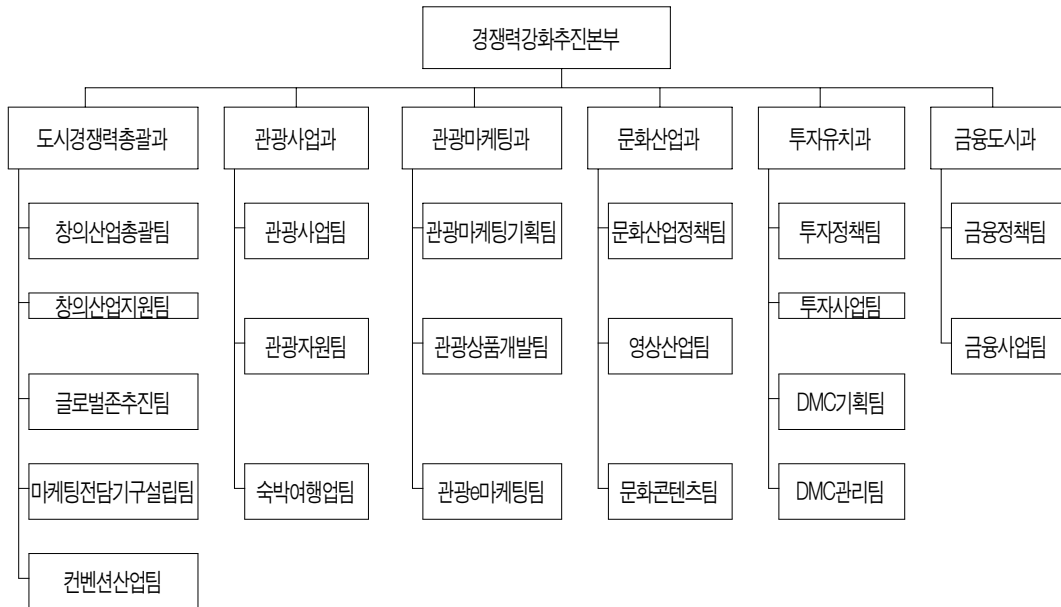 경쟁력강화추진본부
도시경쟁력총괄과
관광사업과
관광마케팅과
문화산업과
투자유치과
금융도시과
창의산업총괄팀
관광사업팀
관광마케팅기획팀
문화산업정책팀
투자정책팀
금융정책팀
창의산업지원팀
투자사업팀
관광자원팀
관광상품개발팀
영상산업팀
금융사업팀
글로벌존추진팀
DMC기획팀
마케팅전담기구설립팀
숙박여행업팀
관광e마케팅팀
문화콘텐츠팀
DMC관리팀
컨벤션산업팀